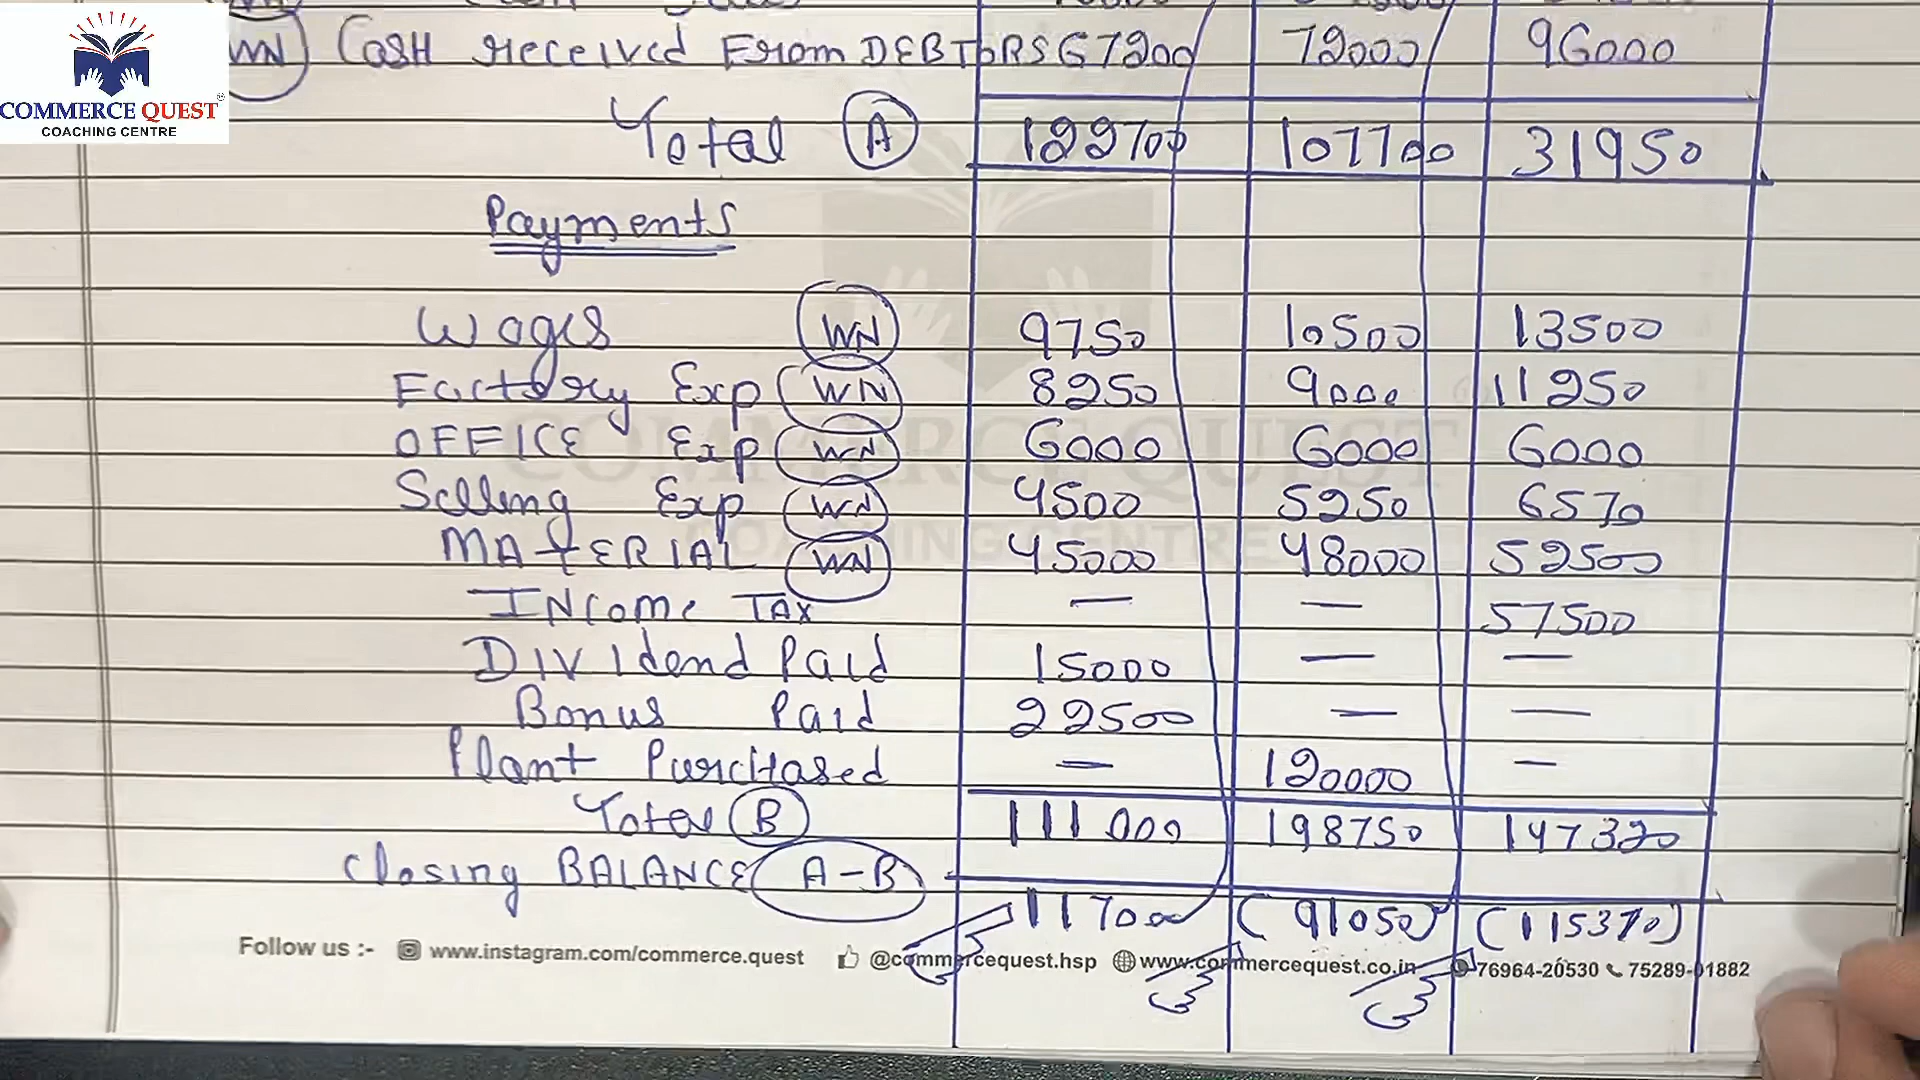 COMMERCE QUEST
COACHING CENTRE
WN Cash received From DEBTORS 67200 72000 96000
Total A 122700 107700 31950
Payments
Wages WN 9750 10500 13500
Factory Exp WN 8250 9000 11250
OFFICE Exp WN 6000 6000 6000
Selling Exp WN 4500 5250 6570
MATERIAL WN 45000 48000 52500
INcome TAX — — 57500
DIVIdend Paid 15000 — —
Bonus Paid 22500 — —
Plant Purchased — 120000 —
Total B 111000 198750 147320
Closing BALANCE A-B
11700 (91050) (115370)
COMMERCE QUEST
COACHING CENTRE
Follow us :- www.instagram.com/commerce.quest @commercequest.hsp www.commercequest.co.in 76964-20530 75289-01882